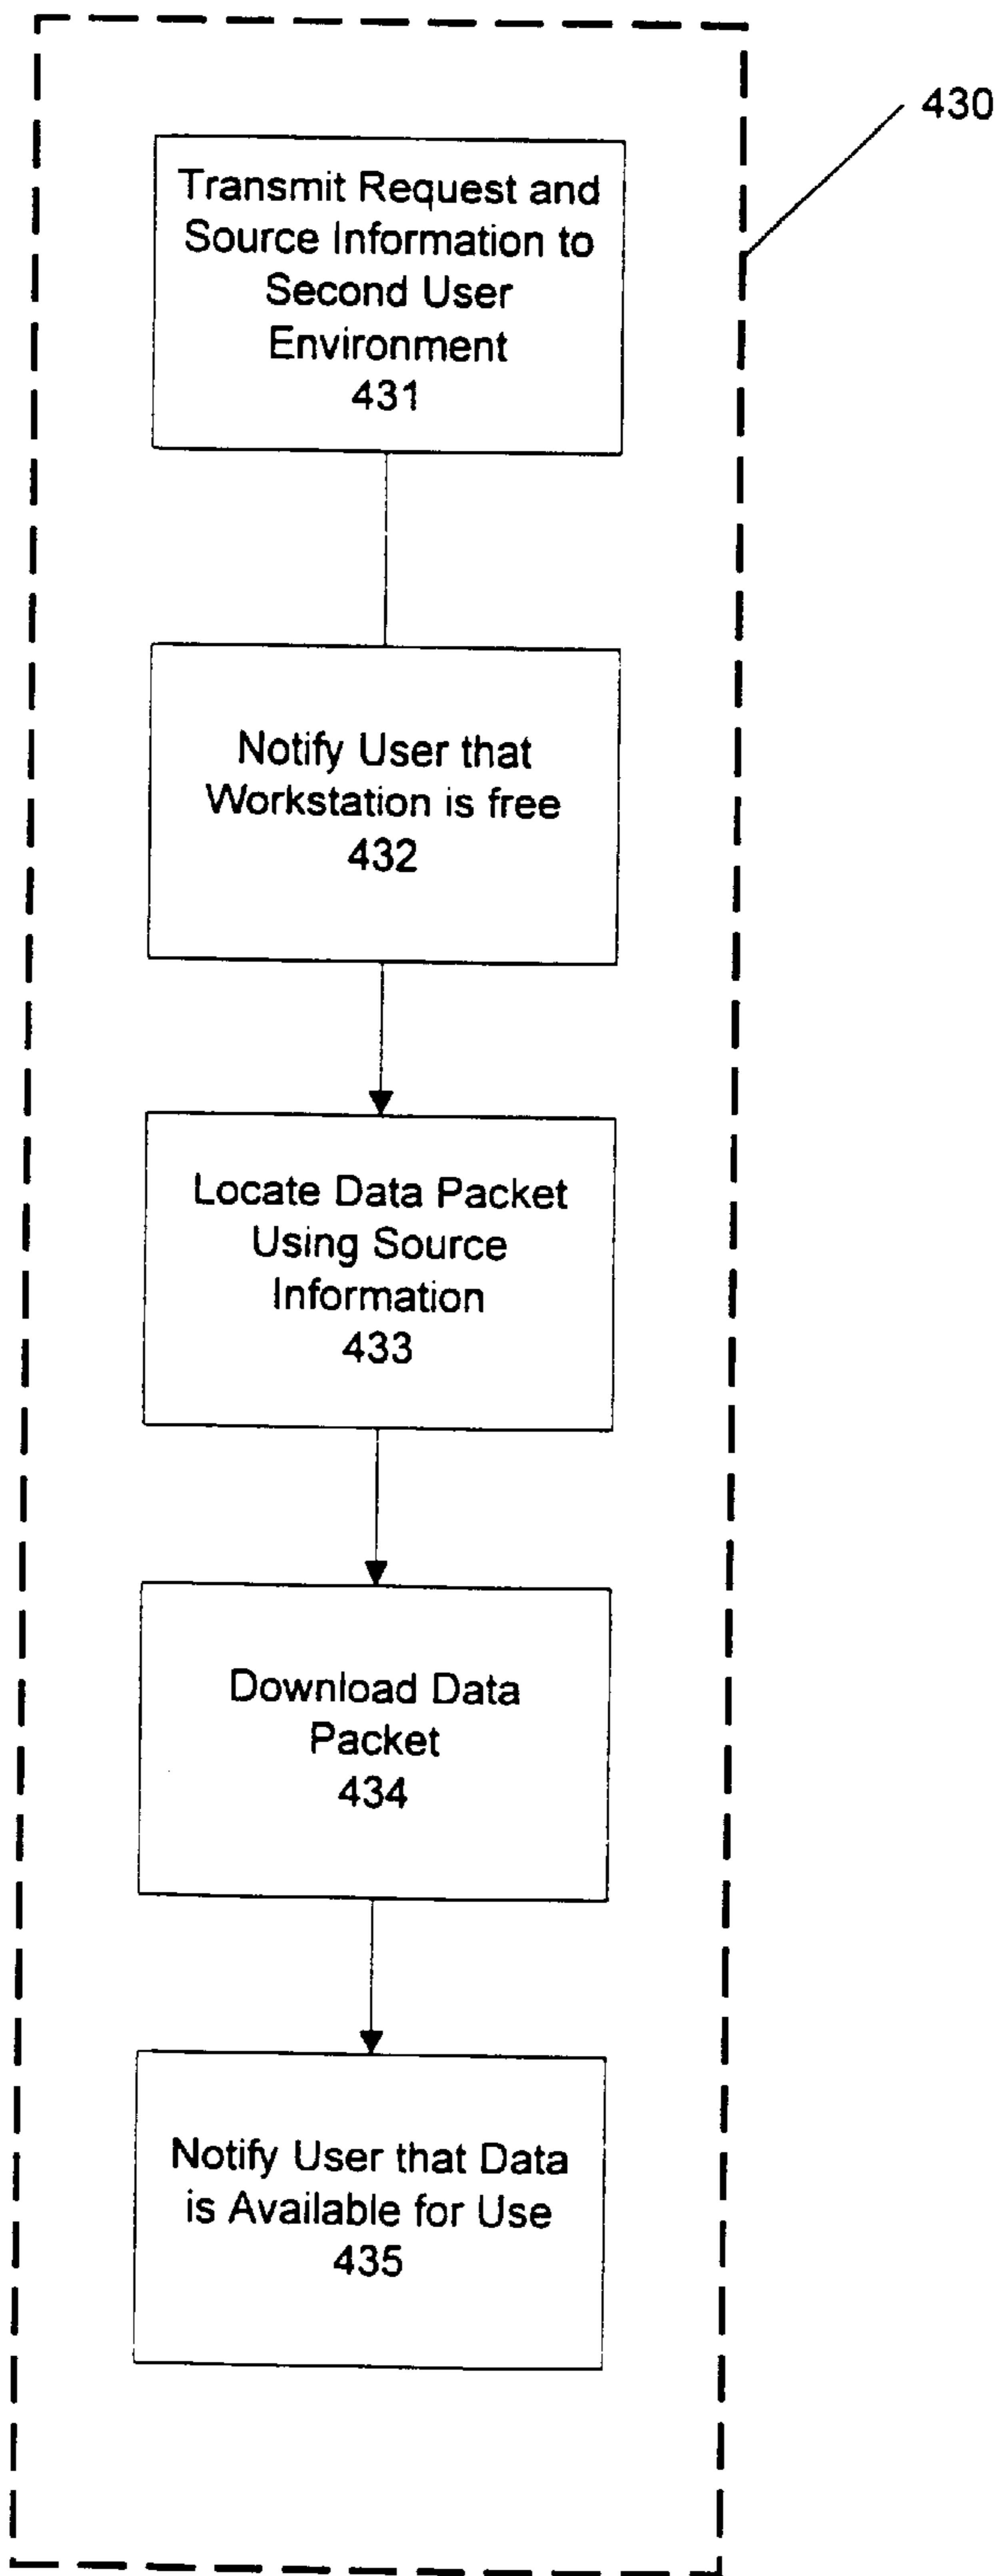 430
Transmit Request and
Source Information to
Second User
Environment
431
Notify User that
Workstation is free
432
Locate Data Packet
Using Source
Information
433
Download Data
Packet
434
Notify User that Data
is Available for Use
435